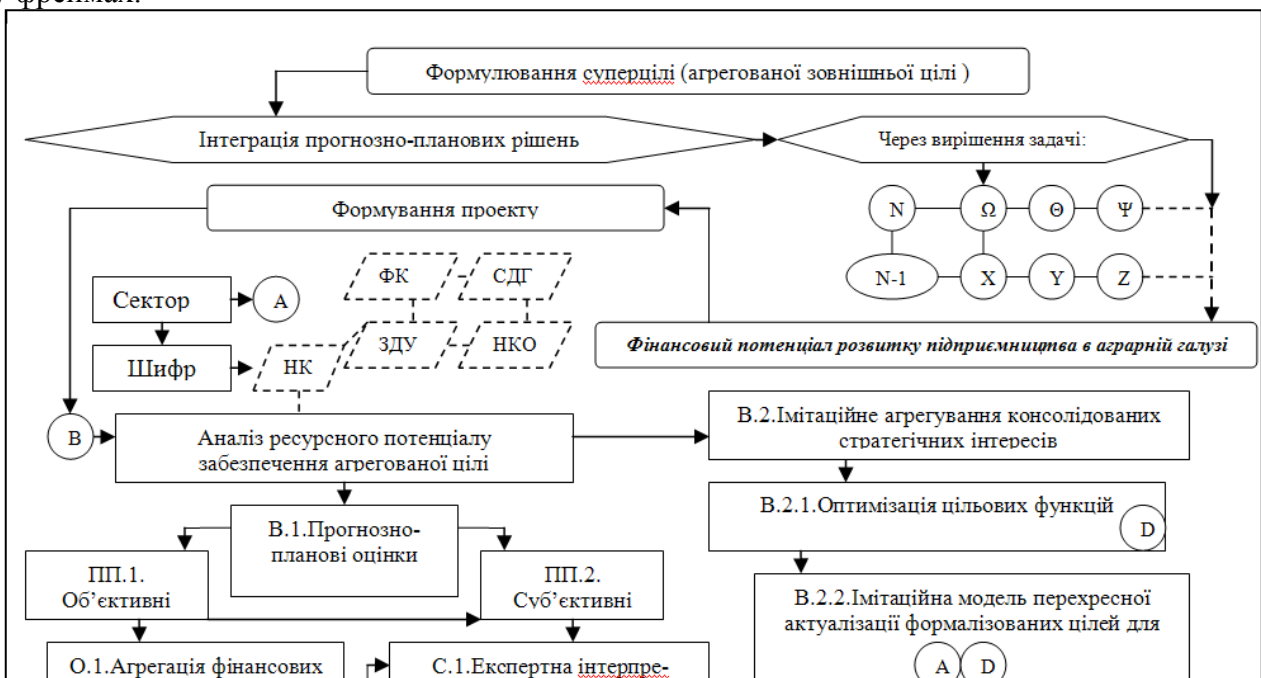 фреймах.
Формулювання суперцілі (агрегованої зовнішньої цілі )
Інтеграція прогнозно-планових рішень
Через вирішення задачі:
Формування проекту
N Ω Θ Ψ
N-1 X Y Z
ФК СДГ
Сектор A
ЗДУ НКО
Шифр НК
Фінансовий потенціал розвитку підприємництва в аграрній галузі
B
Аналіз ресурсного потенціалу
забезпечення агрегованої цілі
В.2.Імітаційне агрегування консолідованих
стратегічних інтересів
В.2.1.Оптимізація цільових функцій
D
В.1.Прогнозно-
планові оцінки
ПП.1.
Об’єктивні
ПП.2.
Суб’єктивні
В.2.2.Імітаційна модель перехресної
актуалізації формалізованих цілей для
A D
О.1.Агрегація фінансових
С.1.Експертна інтерпре-